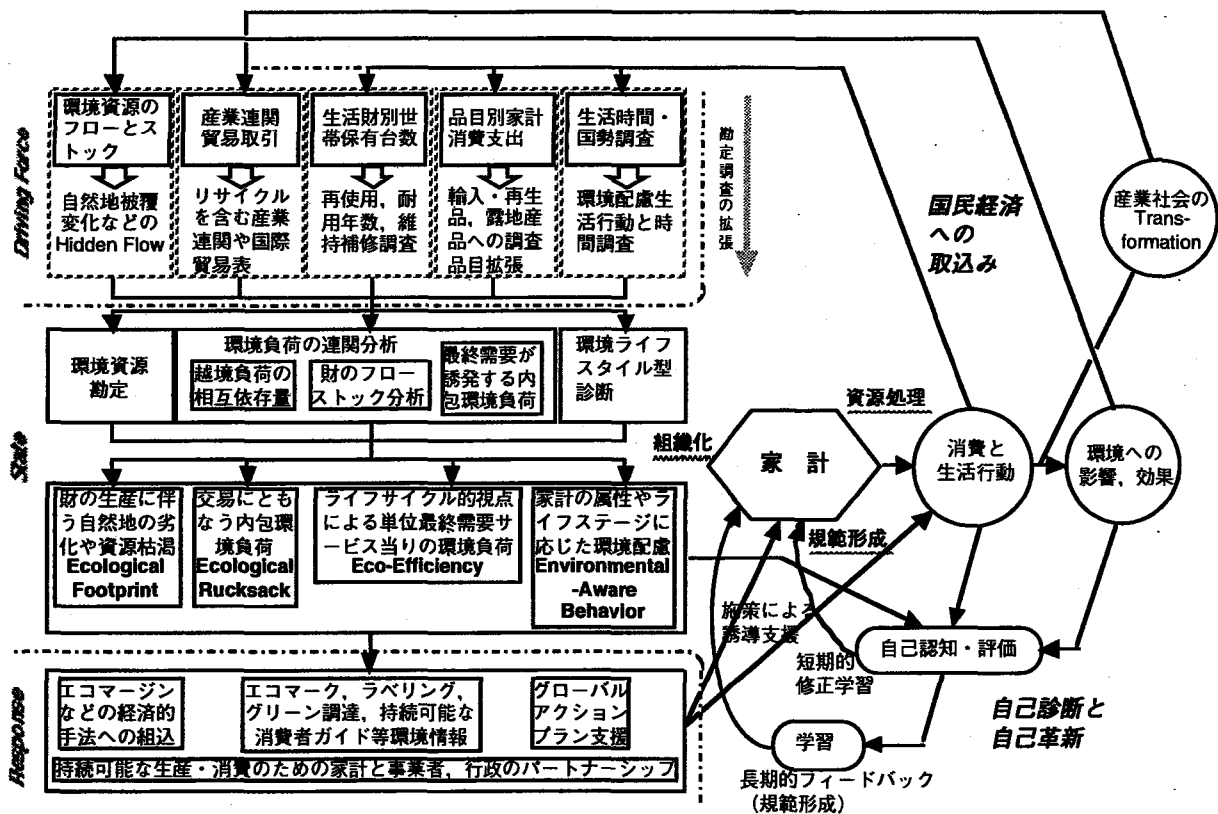 Driving Force
環境資源の
フローとス
トック
産業連関
貿易取引
生活財別世
帯保有台数
品目別家計
消費支出
生活時間・
国勢調査
自然地被覆
変化などの
Hidden Flow
リサイクル
を含む産業
連関や国際
貿易表
再使用，耐
用年数，維
持補修調査
輸入・再生
品，露地産
品への調査
品目拡張
環境配慮生
活行動と時
間調査
勘定調査の拡張
国民経済
への
取込み
産業社会の
Trans-
formation
State
環境資源
勘定
環境負荷の連関分析
越境負荷の
相互依存量
財のフロー
ストック分析
最終需要が
誘発する内
包環境負荷
環境ライフ
スタイル型
診断
財の生産に伴
う自然地の劣
化や資源枯渇
Ecological
Footprint
交易にとも
なう内包環
境負荷
Ecological
Rucksack
ライフサイクル的視点
による単位最終需要サ
ービス当りの環境負荷
Eco-Efficiency
家計の属性やラ
イフステージに
応じた環境配慮
Environmental
-Aware
Behavior
組織化
家計
資源処理
消費と
生活行動
環境への
影響，効果
規範形成
施策による
誘導支援
短期的
修正学習
自己認知・評価
自己診断と
自己革新
学習
長期的フィードバック
（規範形成）
Response
エコマージン
などの経済的
手法への組込
エコマーク，ラベリング，
グリーン調達，持続可能な
消費者ガイド等環境情報
グローバル
アクション
プラン支援
持続可能な生産・消費のための家計と事業者，行政のパートナーシップ